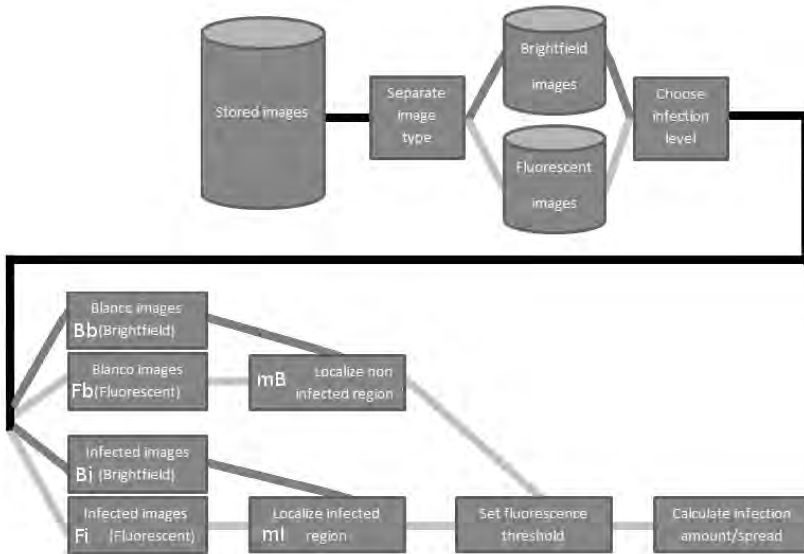 Stored images
Separate
image
type
Brightfield
images
Fluorescent
images
Choose
infection
level
Blanco images
Bb(Brightfield)
Blanco images
Fb(Fluorescent)
mB Localize non
infected region
Infected images
Bi (Brightfield)
Infected images
Fi (Fluorescent)
Localize infected
mI region
Set fluorescence
threshold
Calculate infection
amount/spread